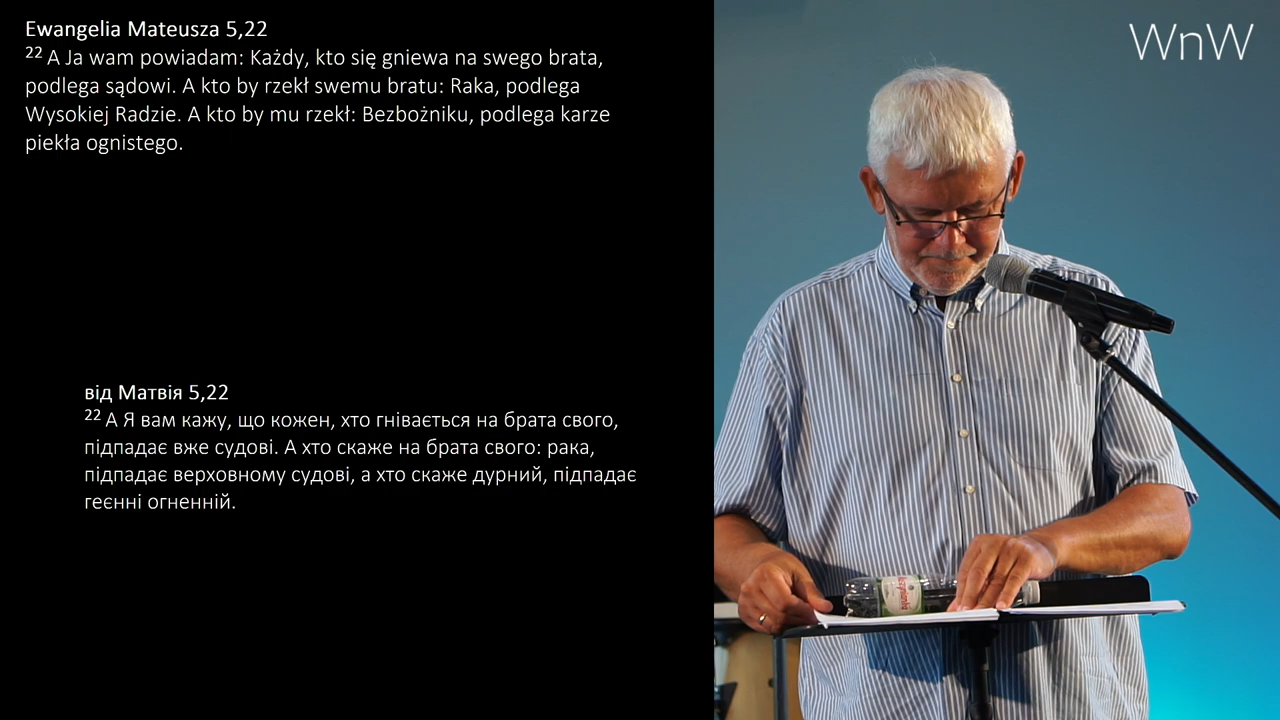 Ewangelia Mateusza 5,22
22 A Ja wam powiadam: Każdy, kto się gniewa na swego brata,
podlega sądowi. A kto by rzekł swemu bratu: Raka, podlega
Wysokiej Radzie. A kto by mu rzekł: Bezbożniku, podlega karze
piekła ognistego.
від Матвія 5,22
22 А Я вам кажу, що кожен, хто гнівається на брата свого,
підпадає вже судові. А хто скаже на брата свого: рака,
підпадає верховному судові, а хто скаже дурний, підпадає
геєнні огненній.
WnW